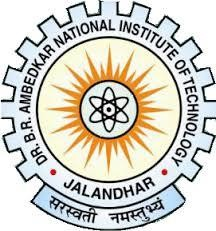 DR. B.R. AMBEDKAR NATIONAL INSTITUTE OF TECHNOLOGY
• JALANDHAR •
सरस्वती नमस्तुभ्यं